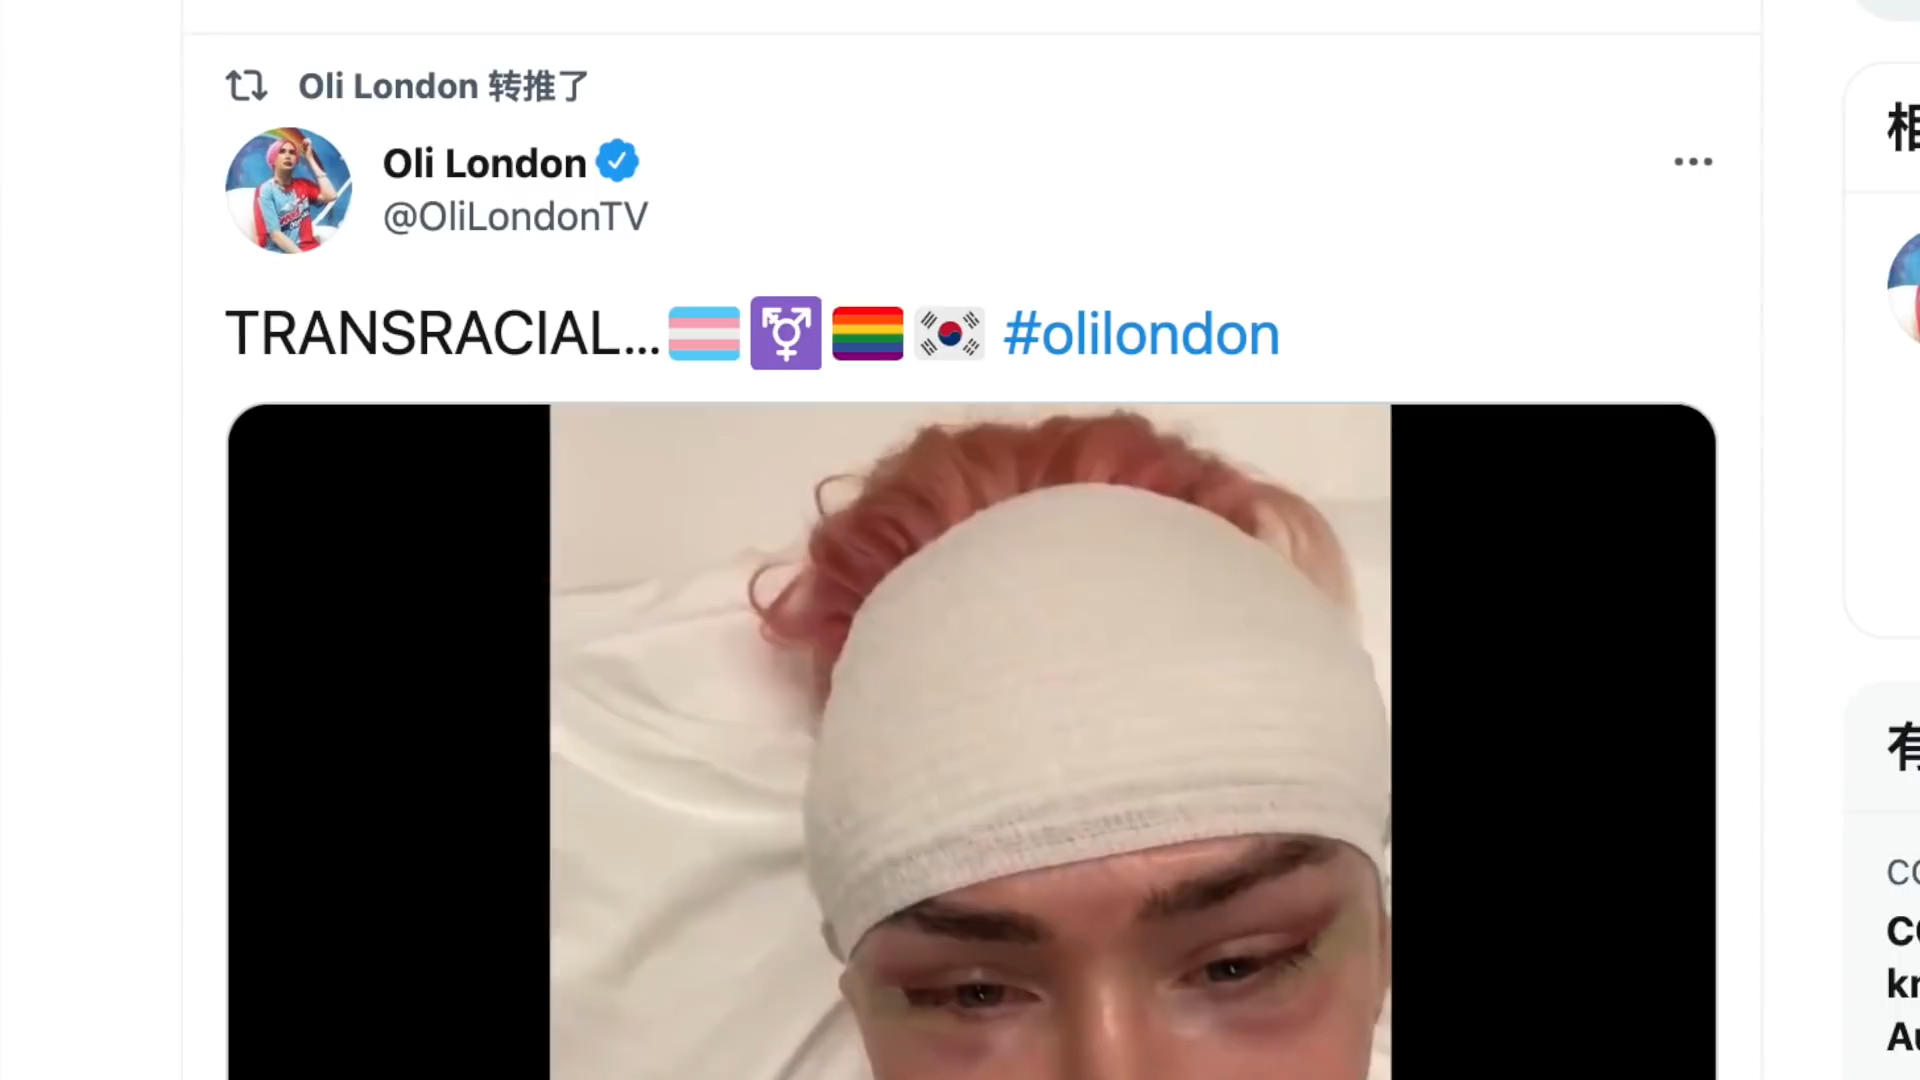 Oli London 转推了
Oli London
@OliLondonTV
TRANSRACIAL...🏳️‍⚧️⚧️🏳️‍🌈🇰🇷 #olilondon